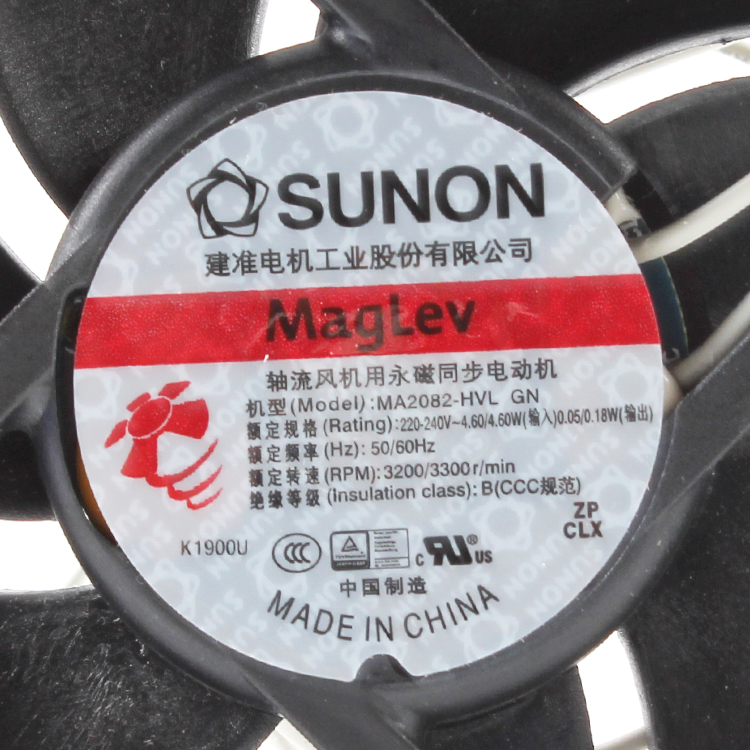 SUNON
建准电机工业股份有限公司
MagLev
轴流风机用永磁同步电动机
机型(Model):MA2082-HVL GN
额定规格(Rating):220-240V~4.60/4.60W(输入)0.05/0.18W(输出)
额定频率(Hz): 50/60Hz
额定转速(RPM): 3200/3300r/min
绝缘等级(Insulation class): B(CCC规范)
ZP
CLX
K1900U
CCC
c RU® US
中国制造
MADE IN CHINA